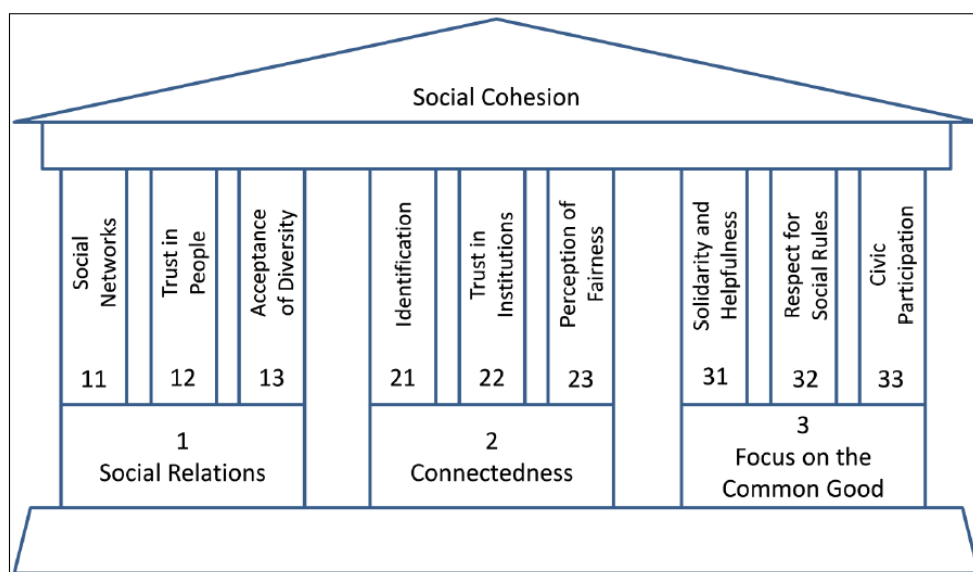 Social Cohesion
Social
Networks
11
Trust in
People
12
Acceptance
of Diversity
13
Identification
21
Trust in
Institutions
22
Perception of
Fairness
23
Solidarity and
Helpfulness
31
Respect for
Social Rules
32
Civic
Participation
33
1
Social Relations
2
Connectedness
3
Focus on the
Common Good